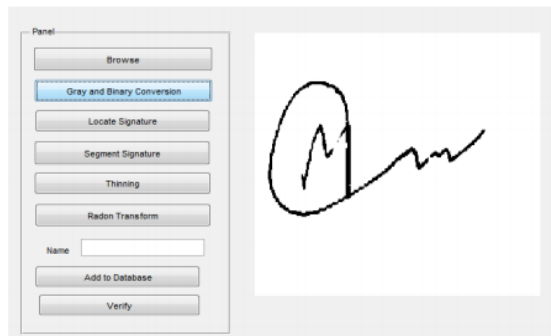 Panel
Browse
Gray and Binary Conversion
Locate Signature
Segment Signature
Thinning
Radon Transform
Name
Add to Database
Verify